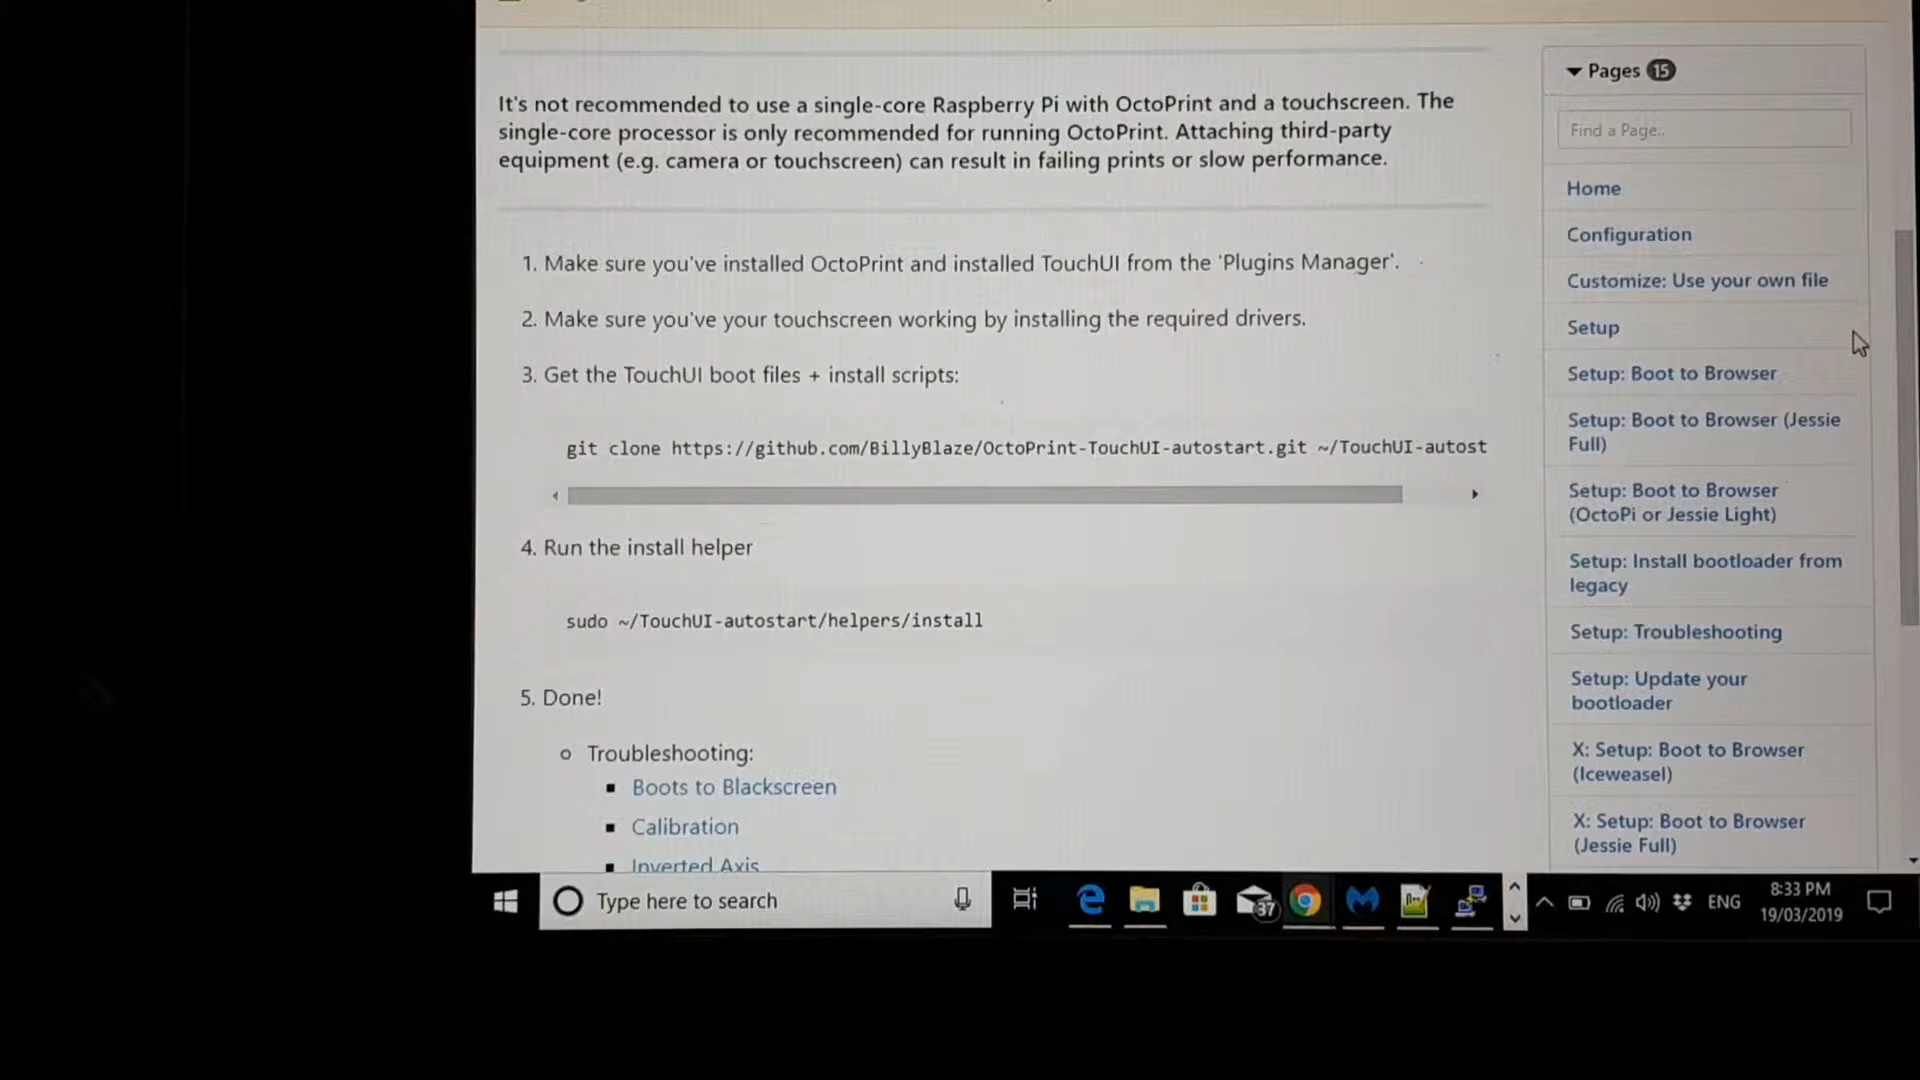 It's not recommended to use a single-core Raspberry Pi with OctoPrint and a touchscreen. The
single-core processor is only recommended for running OctoPrint. Attaching third-party
equipment (e.g. camera or touchscreen) can result in failing prints or slow performance.
1. Make sure you've installed OctoPrint and installed TouchUI from the 'Plugins Manager'.
2. Make sure you've your touchscreen working by installing the required drivers.
3. Get the TouchUI boot files + install scripts:
git clone https://github.com/BillyBlaze/OctoPrint-TouchUI-autostart.git ~/TouchUI-autost
4. Run the install helper
sudo ~/TouchUI-autostart/helpers/install
5. Done!
Troubleshooting:
Boots to Blackscreen
Calibration
Inverted Axis
Pages 15
Find a Page..
Home
Configuration
Customize: Use your own file
Setup
Setup: Boot to Browser
Setup: Boot to Browser (Jessie
Full)
Setup: Boot to Browser
(OctoPi or Jessie Light)
Setup: Install bootloader from
legacy
Setup: Troubleshooting
Setup: Update your
bootloader
X: Setup: Boot to Browser
(Iceweasel)
X: Setup: Boot to Browser
(Jessie Full)
Type here to search
37
ENG
8:33 PM
19/03/2019